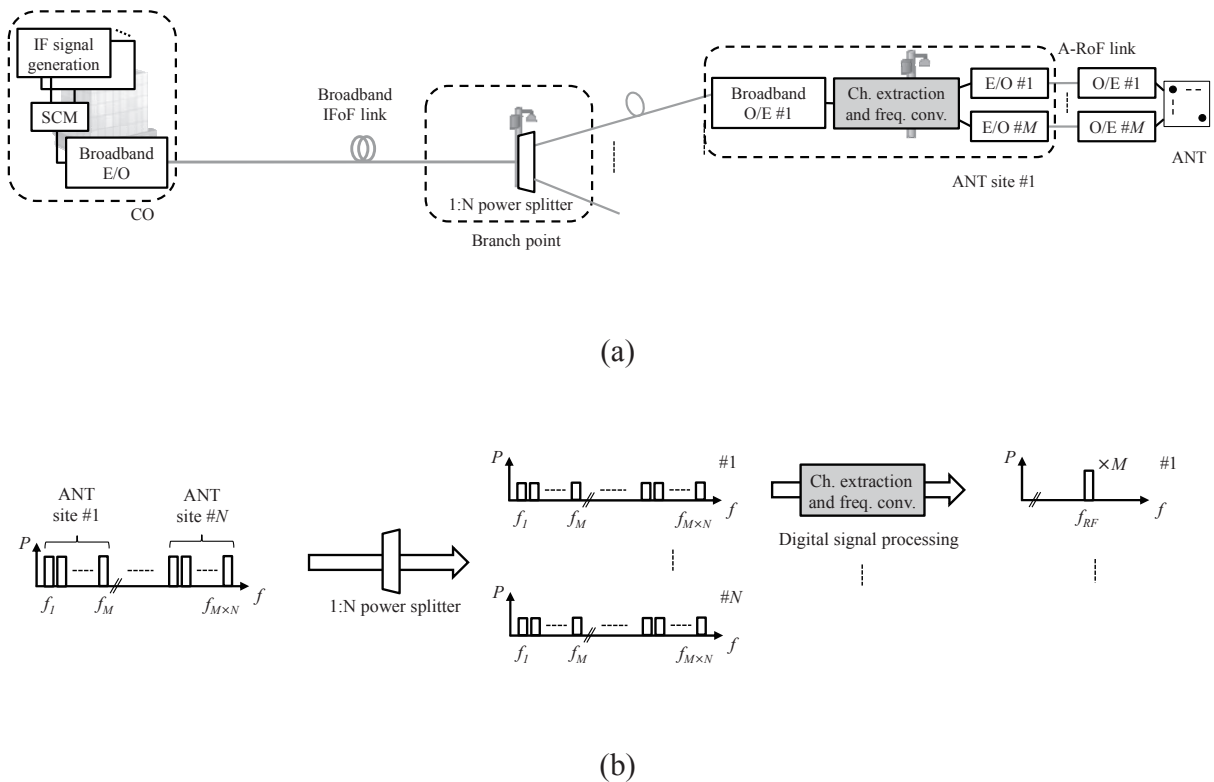 IF signal
generation
SCM
Broadband
E/O
CO
Broadband
IFoF link
1:N power splitter
Branch point
Broadband
O/E #1
Ch. extraction
and freq. conv.
E/O #1
E/O #M
A-RoF link
O/E #1
O/E #M
ANT
ANT site #1
(a)
ANT
site #1
ANT
site #N
P
f1
fM
fM×N
f
1:N power splitter
P
#1
f1
fM
fM×N
f
P
#N
f1
fM
fM×N
f
Ch. extraction
and freq. conv.
Digital signal processing
P
×M
#1
fRF
f
(b)